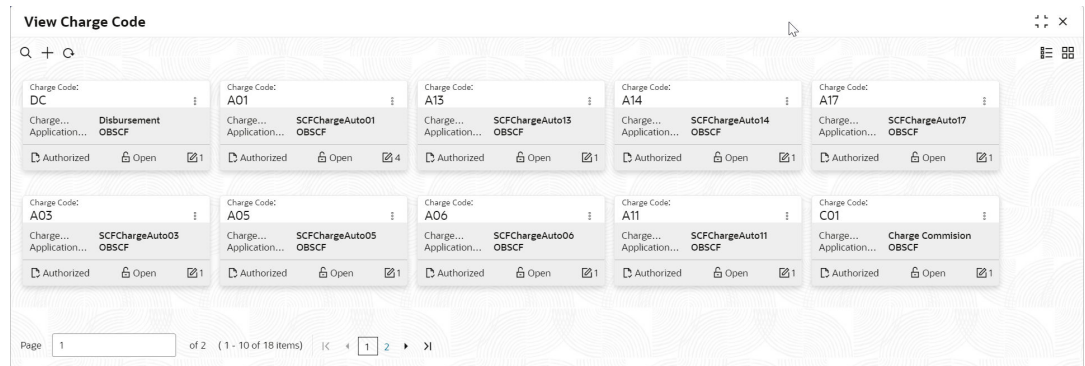 View Charge Code
Charge Code:
DC
Charge... Disbursement
Application... OBSCF
Authorized Open 1
Charge Code:
A01
Charge... SCFChargeAuto01
Application... OBSCF
Authorized Open 4
Charge Code:
A13
Charge... SCFChargeAuto13
Application... OBSCF
Authorized Open 1
Charge Code:
A14
Charge... SCFChargeAuto14
Application... OBSCF
Authorized Open 1
Charge Code:
A17
Charge... SCFChargeAuto17
Application... OBSCF
Authorized Open 1
Charge Code:
A03
Charge... SCFChargeAuto03
Application... OBSCF
Authorized Open 1
Charge Code:
A05
Charge... SCFChargeAuto05
Application... OBSCF
Authorized Open 1
Charge Code:
A06
Charge... SCFChargeAuto06
Application... OBSCF
Authorized Open 1
Charge Code:
A11
Charge... SCFChargeAuto11
Application... OBSCF
Authorized Open 1
Charge Code:
C01
Charge... Charge Commision
Application... OBSCF
Authorized Open 1
Page 1 of 2 (1 - 10 of 18 items) 1 2